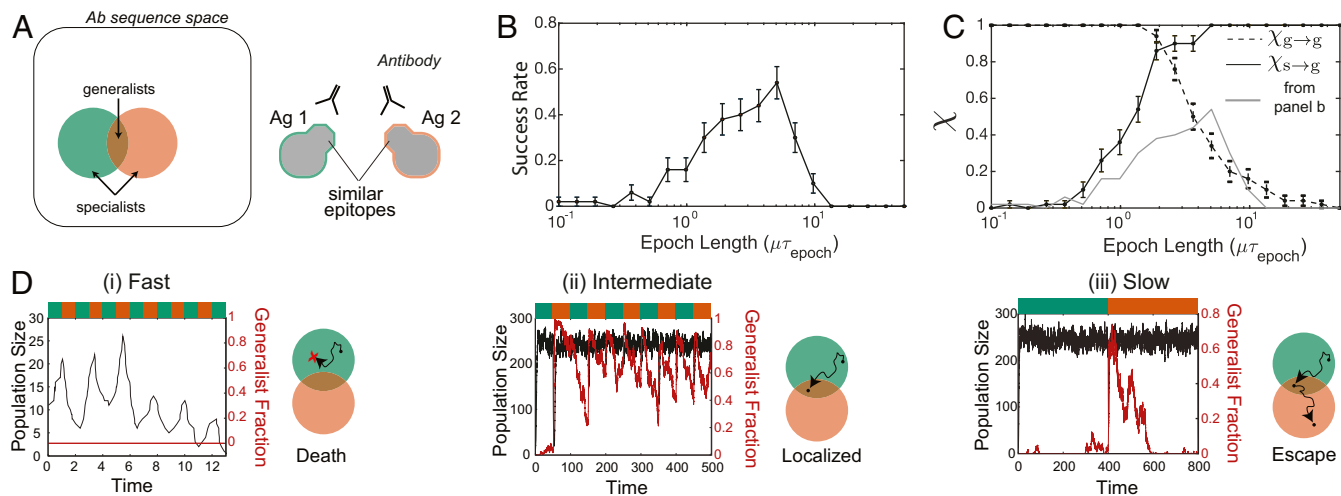 A
Ab sequence space
generalists
specialists
Antibody
Ag 1
Ag 2
similar
epitopes
B
Success Rate
0.8
0.6
0.4
0.2
0
10^-1
10^0
10^1
Epoch Length (μτ_epoch)
C
χ
1
0.8
0.6
0.4
0.2
0
χ_g→g
χ_s→g
from
panel b
10^-1
10^0
10^1
Epoch Length (μτ_epoch)
D
(i) Fast
Population Size
30
25
20
15
10
5
0
0 2 4 6 8 10 12
Time
1
0.8
0.6
0.4
0.2
0
Generalist Fraction
Death
(ii) Intermediate
Population Size
300
200
100
0
0 100 200 300 400 500
Time
1
0.8
0.6
0.4
0.2
0
Generalist Fraction
Localized
(iii) Slow
Population Size
300
200
100
0
0 200 400 600 800
Time
0.8
0.6
0.4
0.2
0
Generalist Fraction
Escape